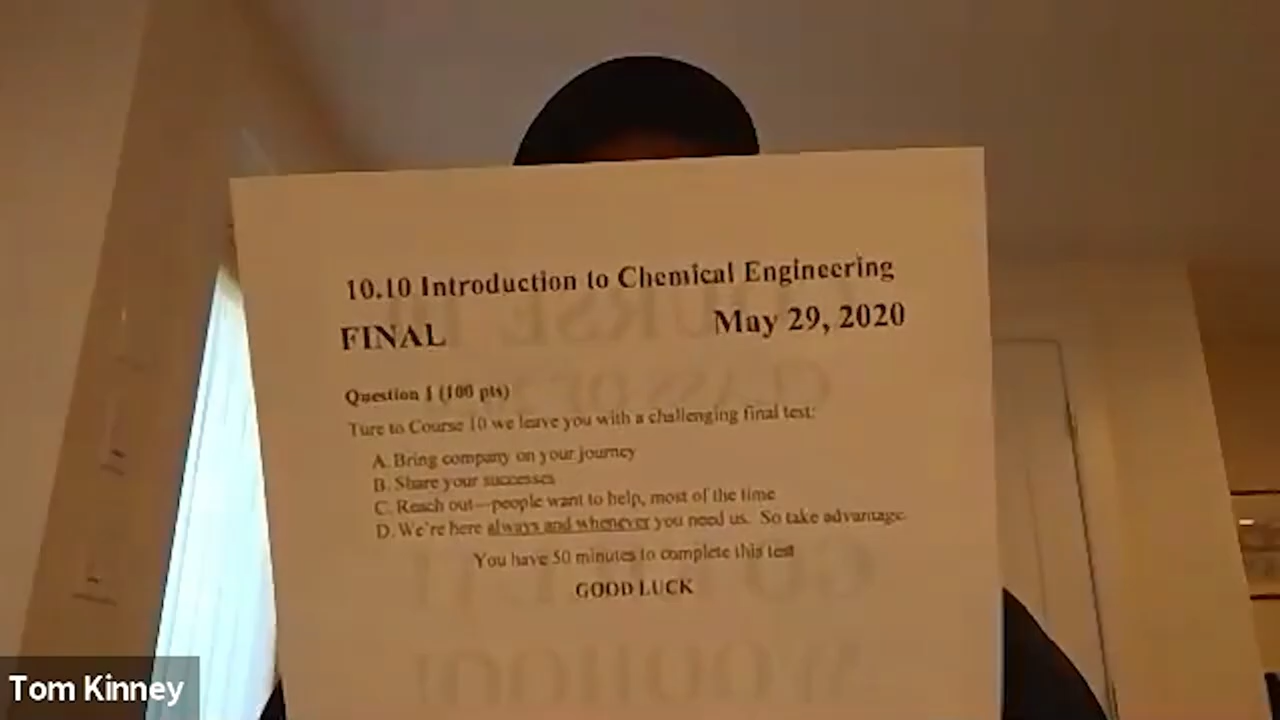 10.10 Introduction to Chemical Engineering
FINAL May 29, 2020
Question 1 (100 pts)
Ture to Course 10 we leave you with a challenging final test:
A. Bring company on your journey
B. Share your successes
C. Reach out—people want to help, most of the time
D. We're here always and whenever you need us. So take advantage.
You have 50 minutes to complete this test
GOOD LUCK
Tom Kinney